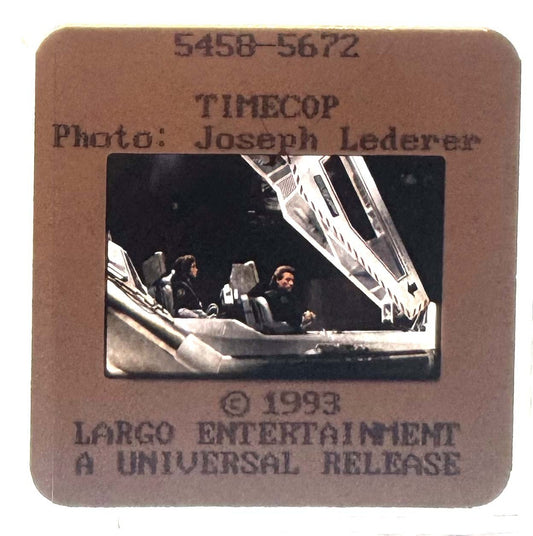 5458-5672
TIMECOP
Photo: Joseph Lederer
© 1993
LARGO ENTERTAINMENT
A UNIVERSAL RELEASE